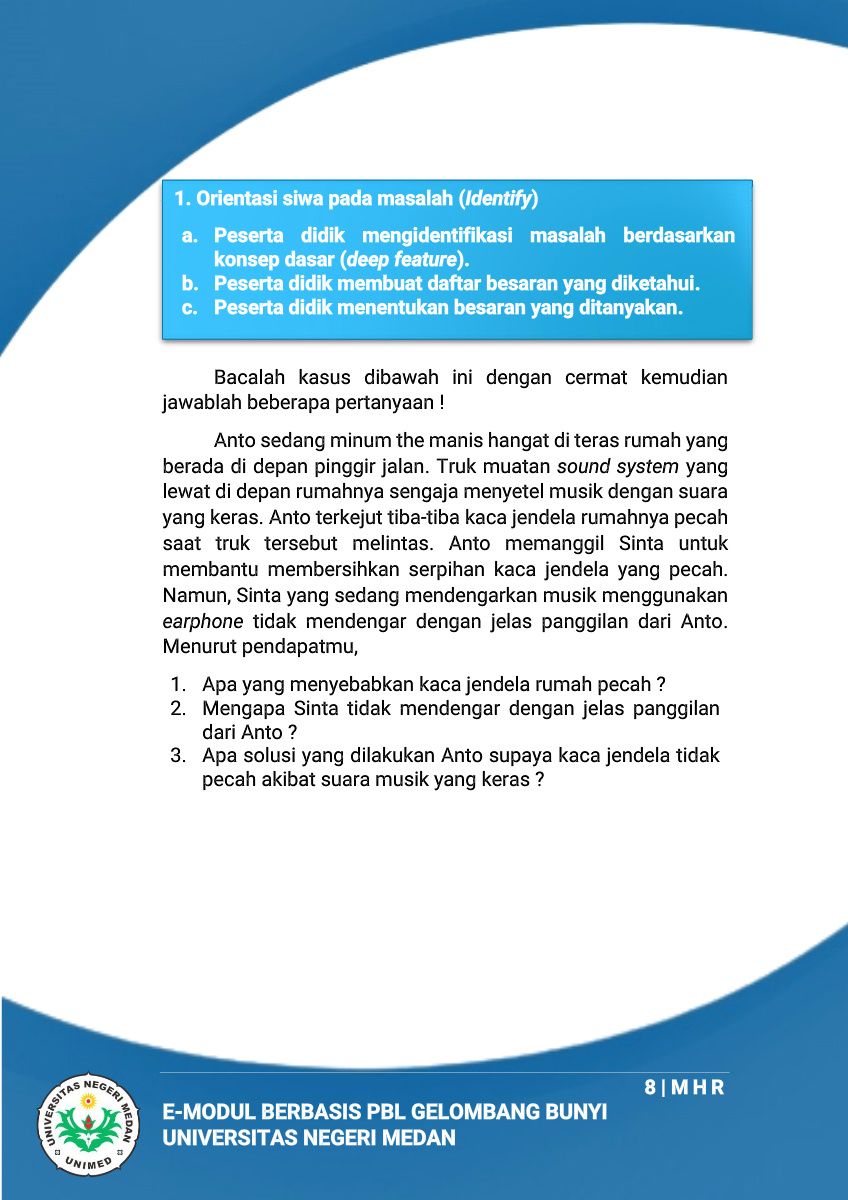 1. Orientasi siwa pada masalah (Identify)
a. Peserta didik mengidentifikasi masalah berdasarkan
konsep dasar (deep feature).
b. Peserta didik membuat daftar besaran yang diketahui.
c. Peserta didik menentukan besaran yang ditanyakan.
Bacalah kasus dibawah ini dengan cermat kemudian
jawablah beberapa pertanyaan !
Anto sedang minum the manis hangat di teras rumah yang
berada di depan pinggir jalan. Truk muatan sound system yang
lewat di depan rumahnya sengaja menyetel musik dengan suara
yang keras. Anto terkejut tiba-tiba kaca jendela rumahnya pecah
saat truk tersebut melintas. Anto memanggil Sinta untuk
membantu membersihkan serpihan kaca jendela yang pecah.
Namun, Sinta yang sedang mendengarkan musik menggunakan
earphone tidak mendengar dengan jelas panggilan dari Anto.
Menurut pendapatmu,
1. Apa yang menyebabkan kaca jendela rumah pecah ?
2. Mengapa Sinta tidak mendengar dengan jelas panggilan
dari Anto ?
3. Apa solusi yang dilakukan Anto supaya kaca jendela tidak
pecah akibat suara musik yang keras ?
8 | M H R
E-MODUL BERBASIS PBL GELOMBANG BUNYI
UNIVERSITAS NEGERI MEDAN
UNIVERSITAS NEGERI MEDAN
UNIMED